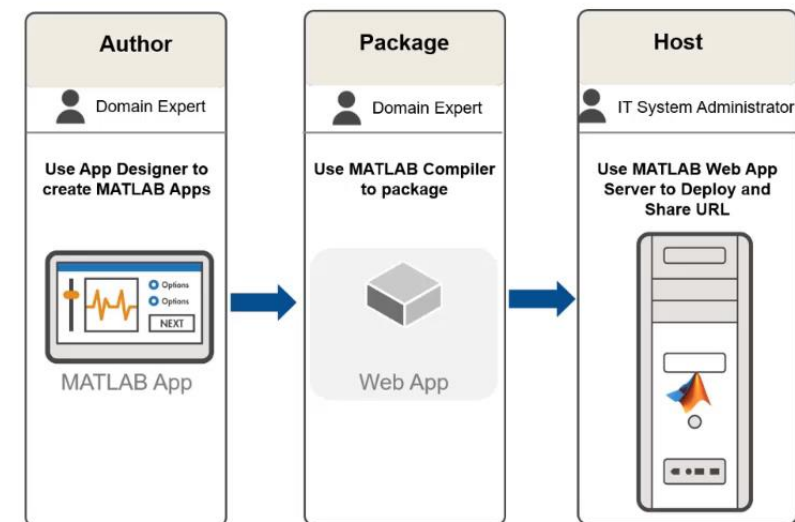 Author
Domain Expert
Use App Designer to
create MATLAB Apps
Options
Options
NEXT
MATLAB App
Package
Domain Expert
Use MATLAB Compiler
to package
Web App
Host
IT System Administrator
Use MATLAB Web App
Server to Deploy and
Share URL